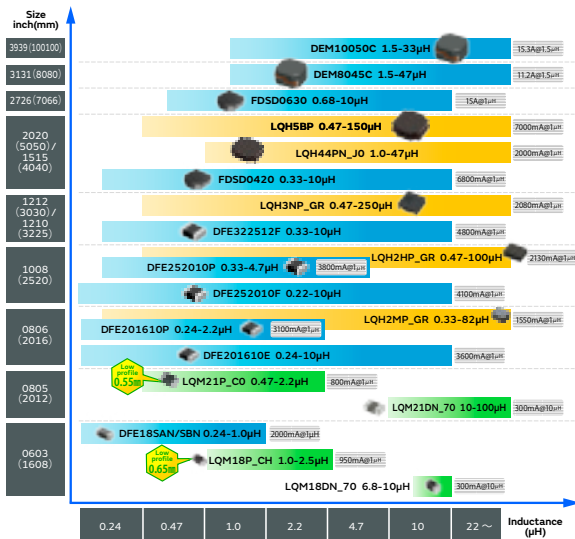 Size
inch(mm)
3939(100100)
DEM10050C 1.5-33μH
15.3A@1.5μH
3131(8080)
DEM8045C 1.5-47μH
11.2A@1.5μH
2726(7066)
FDSD0630 0.68-10μH
15A@1μH
2020
(5050)/
1515
(4040)
LQH5BP 0.47-150μH
7000mA@1μH
LQH44PN_J0 1.0-47μH
2000mA@1μH
FDSD0420 0.33-10μH
6800mA@1μH
1212
(3030)/
1210
(3225)
LQH3NP_GR 0.47-250μH
2080mA@1μH
DFE322512F 0.33-10μH
4800mA@1μH
1008
(2520)
LQH2HP_GR 0.47-100μH
2130mA@1μH
DFE252010P 0.33-4.7μH
3800mA@1μH
DFE252010F 0.22-10μH
4100mA@1μH
0806
(2016)
LQH2MP_GR 0.33-82μH
1550mA@1μH
DFE201610P 0.24-2.2μH
3100mA@1μH
DFE201610E 0.24-10μH
3600mA@1μH
0805
(2012)
Low
profile
0.55mm
LQM21P_C0 0.47-2.2μH
800mA@1μH
LQM21DN_70 10-100μH
300mA@10μH
0603
(1608)
DFE18SAN/SBN 0.24-1.0μH
2000mA@1μH
Low
profile
0.65mm
LQM18P_CH 1.0-2.5μH
950mA@1μH
LQM18DN_70 6.8-10μH
300mA@10μH
0.24 0.47 1.0 2.2 4.7 10 22～
Inductance
(μH)